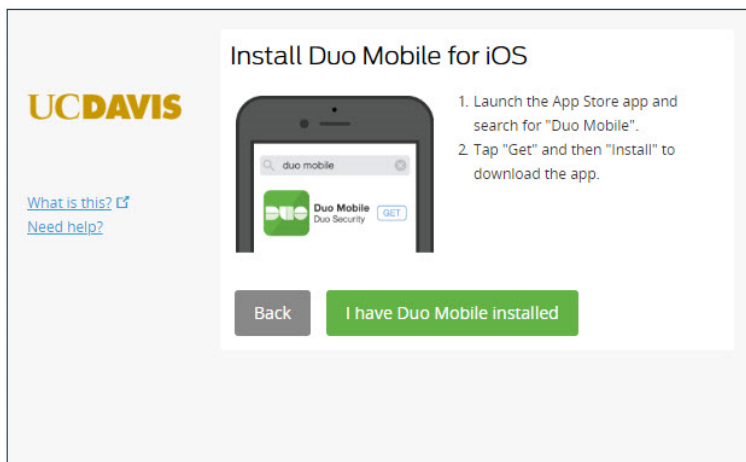 Install Duo Mobile for iOS
UCDAVIS
What is this?
Need help?
duo mobile
DUO
Duo Mobile
Duo Security
GET
1. Launch the App Store app and
search for "Duo Mobile".
2. Tap "Get" and then "Install" to
download the app.
Back
I have Duo Mobile installed